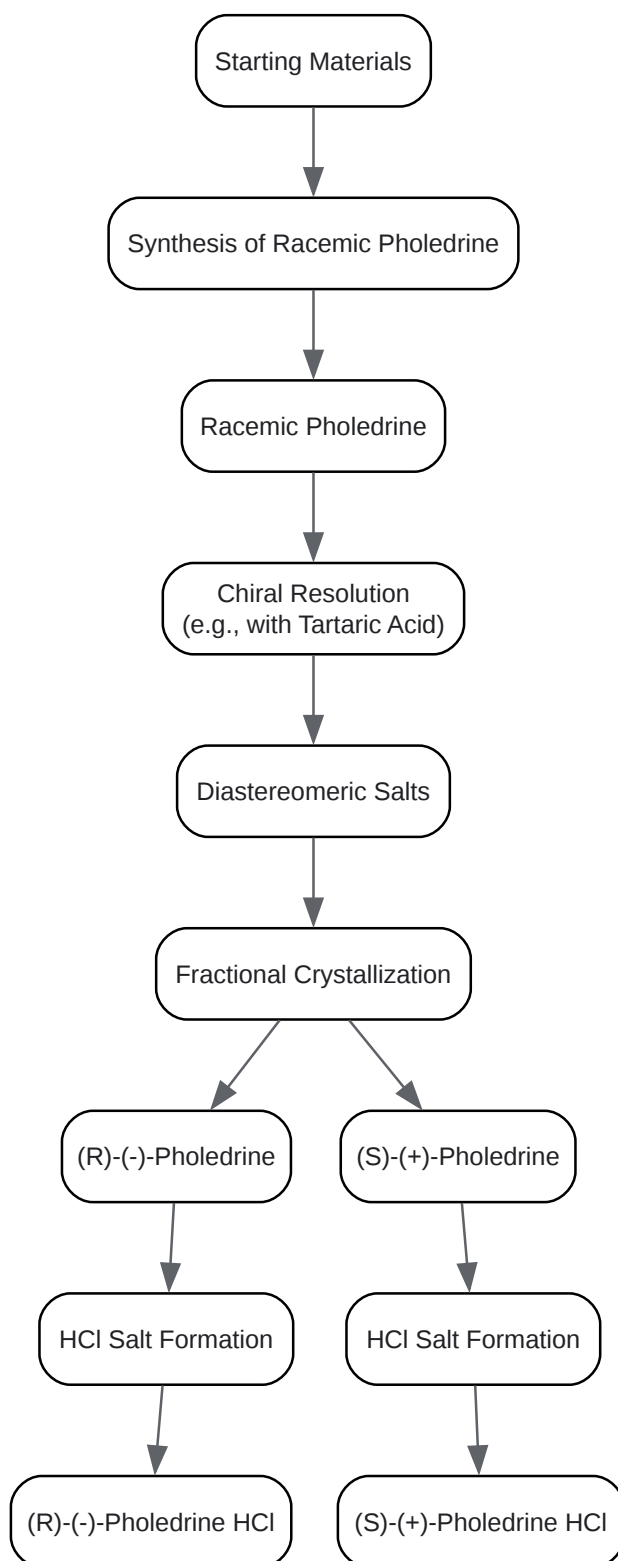 Starting Materials
Synthesis of Racemic Pholedrine
Racemic Pholedrine
Chiral Resolution
(e.g., with Tartaric Acid)
Diastereomeric Salts
Fractional Crystallization
(R)-(-)-Pholedrine
(S)-(+)-Pholedrine
HCl Salt Formation
HCl Salt Formation
(R)-(-)-Pholedrine HCl
(S)-(+)-Pholedrine HCl